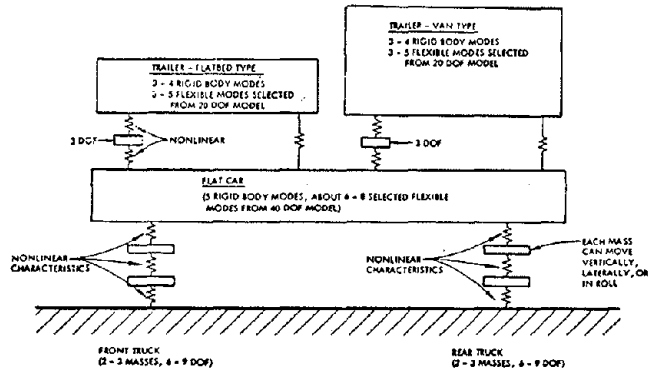 TRAILER - VAN TYPE
3 - 4 RIGID BODY MODES
3 - 5 FLEXIBLE MODES SELECTED
FROM 20 DOF MODEL
TRAILER - FLATBED TYPE
3 - 4 RIGID BODY MODES
3 - 5 FLEXIBLE MODES SELECTED
FROM 20 DOF MODEL
3 DOF
NONLINEAR
3 DOF
FLAT CAR
(5 RIGID BODY MODES, ABOUT 6 - 8 SELECTED FLEXIBLE
MODES FROM 40 DOF MODEL)
NONLINEAR
CHARACTERISTICS
NONLINEAR
CHARACTERISTICS
EACH MASS
CAN MOVE
VERTICALLY,
LATERALLY, OR
IN ROLL
FRONT TRUCK
(2 - 3 MASSES, 6 - 9 DOF)
REAR TRUCK
(2 - 3 MASSES, 6 - 9 DOF)